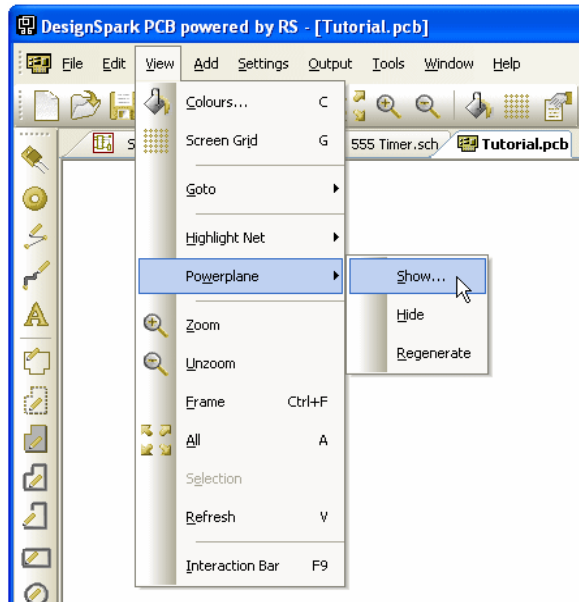 DesignSpark PCB powered by RS - [Tutorial.pcb]
File Edit View Add Settings Output Tools Window Help
S 555 Timer.sch Tutorial.pcb
Colours... C
Screen Grid G
Goto
Highlight Net
Powerplane
Show...
Hide
Regenerate
Zoom
Unzoom
Frame Ctrl+F
All A
Selection
Refresh V
Interaction Bar F9